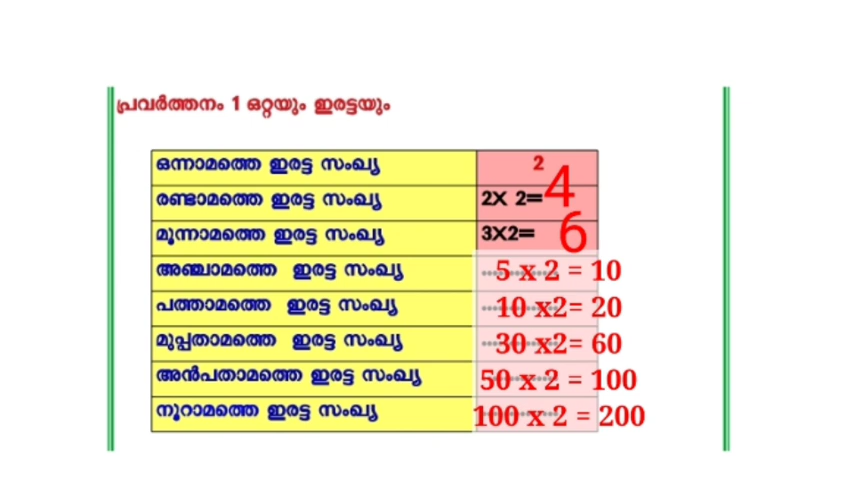 പ്രവർത്തനം 1 ഒറ്റയും ഇരട്ടയും
ഒന്നാമത്തെ ഇരട്ട സംഖ്യ 2
രണ്ടാമത്തെ ഇരട്ട സംഖ്യ 2X 2= 4
മൂന്നാമത്തെ ഇരട്ട സംഖ്യ 3X2= 6
അഞ്ചാമത്തെ ഇരട്ട സംഖ്യ 5 x 2 = 10
പത്താമത്തെ ഇരട്ട സംഖ്യ 10 x2= 20
മുപ്പതാമത്തെ ഇരട്ട സംഖ്യ 30 x2= 60
അൻപതാമത്തെ ഇരട്ട സംഖ്യ 50 x 2 = 100
നൂറാമത്തെ ഇരട്ട സംഖ്യ 100 x 2 = 200